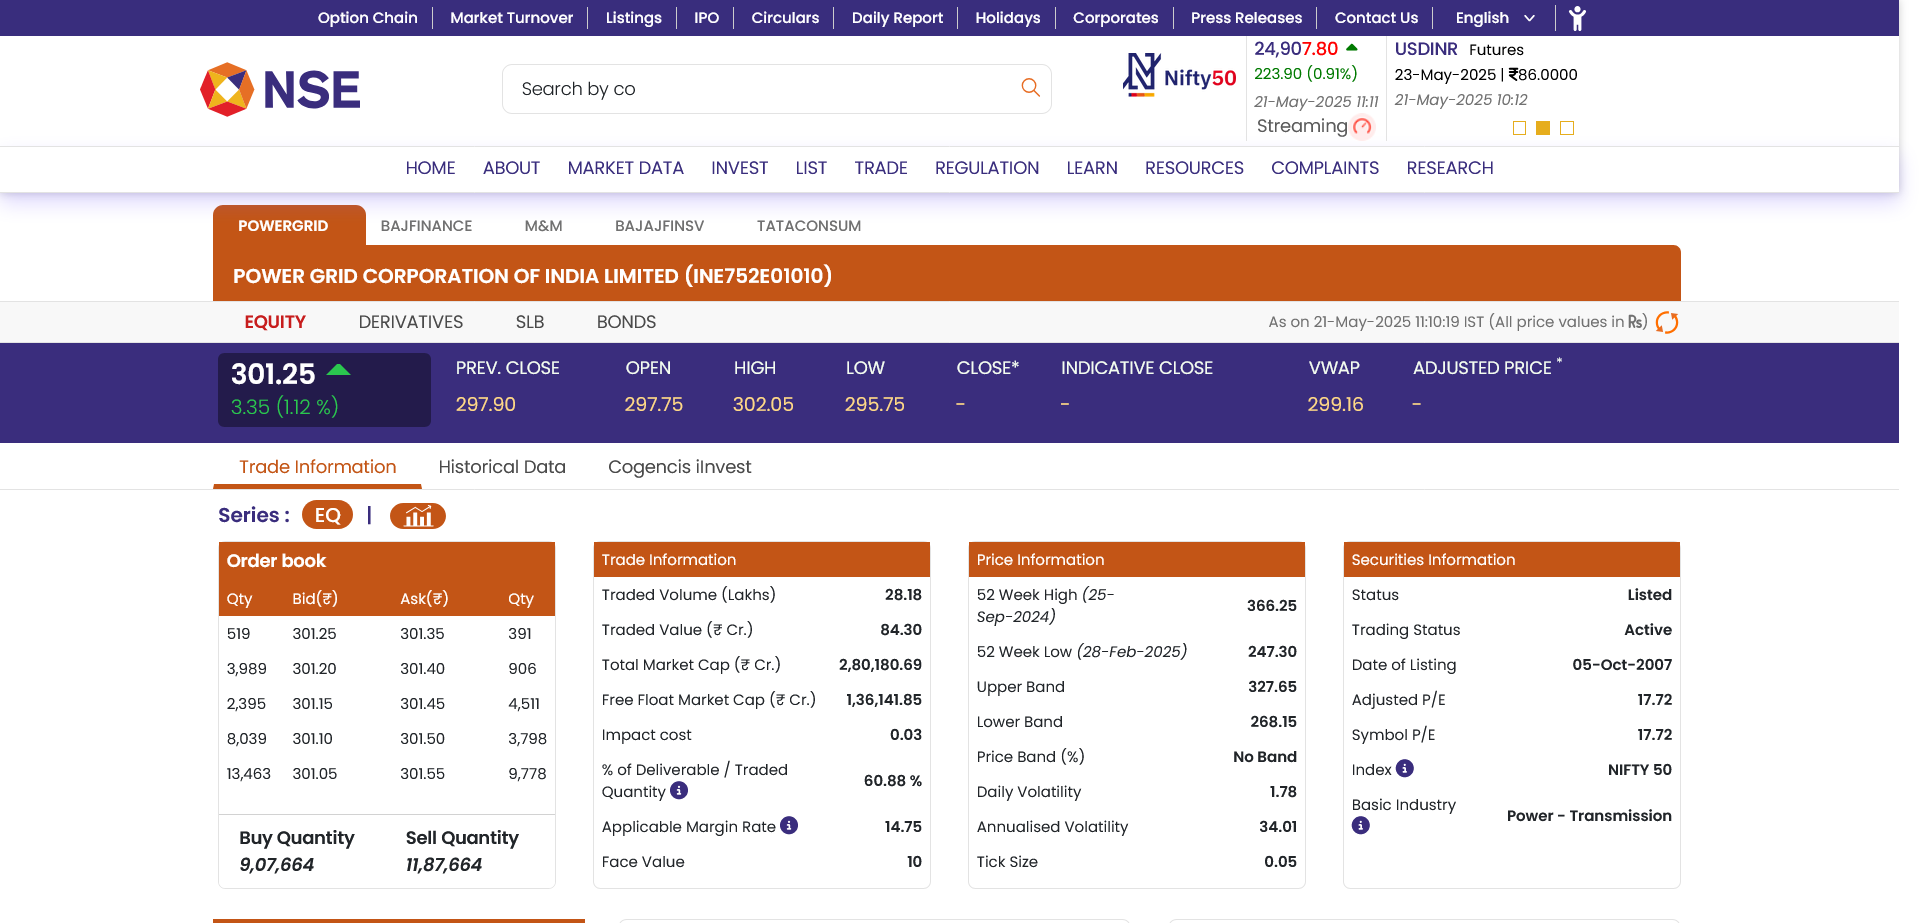 Option Chain | Market Turnover | Listings | IPO | Circulars | Daily Report | Holidays | Corporates | Press Releases | Contact Us | English
NSE
Search by co
Nifty50
24,907.80
223.90 (0.91%)
21-May-2025 11:11
Streaming
USDINR Futures
23-May-2025 | ₹86.0000
21-May-2025 10:12
HOME ABOUT MARKET DATA INVEST LIST TRADE REGULATION LEARN RESOURCES COMPLAINTS RESEARCH
POWERGRID BAJFINANCE M&M BAJAJFINSV TATACONSUM
POWER GRID CORPORATION OF INDIA LIMITED (INE752E01010)
EQUITY DERIVATIVES SLB BONDS As on 21-May-2025 11:10:19 IST (All price values in ₨)
301.25
3.35 (1.12 %)
PREV. CLOSE OPEN HIGH LOW CLOSE* INDICATIVE CLOSE VWAP ADJUSTED PRICE *
297.90 297.75 302.05 295.75 - - 299.16 -
Trade Information Historical Data Cogencis iInvest
Series : EQ |
Order book
Qty Bid(₹) Ask(₹) Qty
519 301.25 301.35 391
3,989 301.20 301.40 906
2,395 301.15 301.45 4,511
8,039 301.10 301.50 3,798
13,463 301.05 301.55 9,778
Buy Quantity Sell Quantity
9,07,664 11,87,664
Trade Information
Traded Volume (Lakhs) 28.18
Traded Value (₹ Cr.) 84.30
Total Market Cap (₹ Cr.) 2,80,180.69
Free Float Market Cap (₹ Cr.) 1,36,141.85
Impact cost 0.03
% of Deliverable / Traded
Quantity 60.88 %
Applicable Margin Rate 14.75
Face Value 10
Price Information
52 Week High (25-
Sep-2024) 366.25
52 Week Low (28-Feb-2025) 247.30
Upper Band 327.65
Lower Band 268.15
Price Band (%) No Band
Daily Volatility 1.78
Annualised Volatility 34.01
Tick Size 0.05
Securities Information
Status Listed
Trading Status Active
Date of Listing 05-Oct-2007
Adjusted P/E 17.72
Symbol P/E 17.72
Index NIFTY 50
Basic Industry Power - Transmission